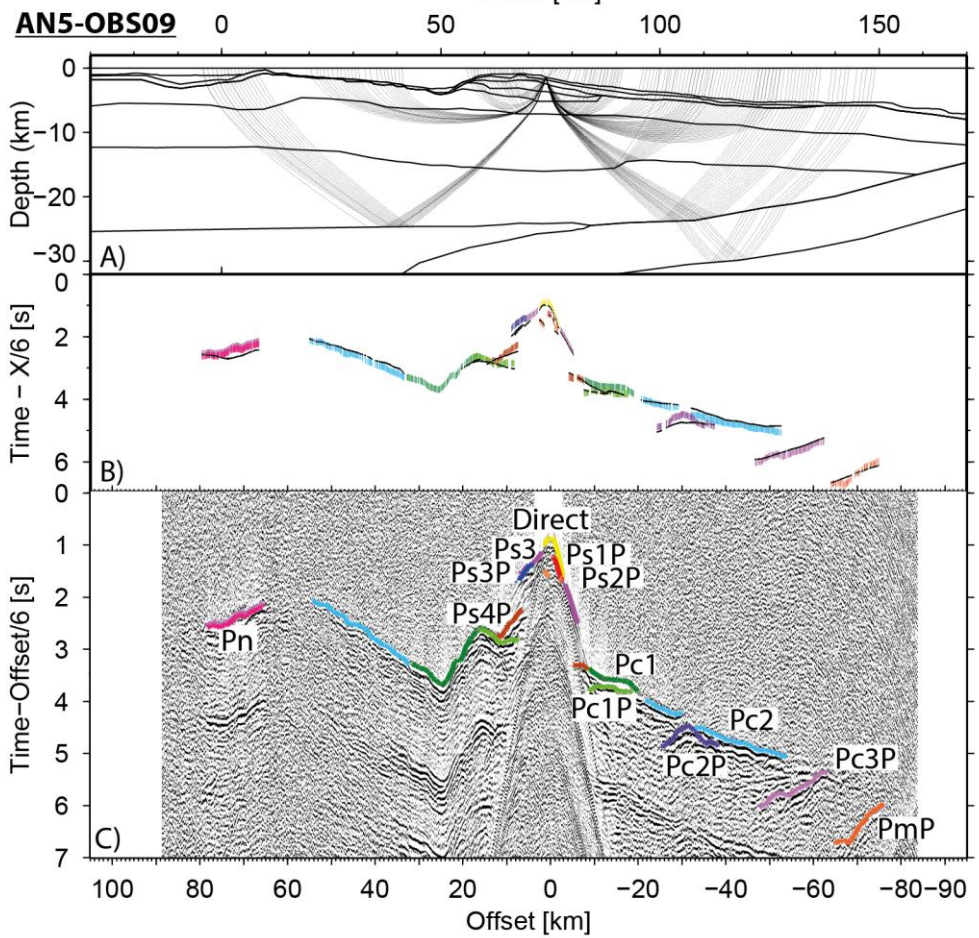 AN5-OBS09 0 50 100 150
0
−10
−20
−30
Depth (km)
A)
0
2
4
6
Time − X/6 [s]
B)
0
1
2
3
4
5
6
7
Time−Offset/6 [s]
Direct
Ps3 Ps1P
Ps3P Ps2P
Ps4P
Pn
Pc1
Pc1P
Pc2
Pc2P
Pc3P
PmP
C)
100 80 60 40 20 0 −20 −40 −60 −80−90
Offset [km]